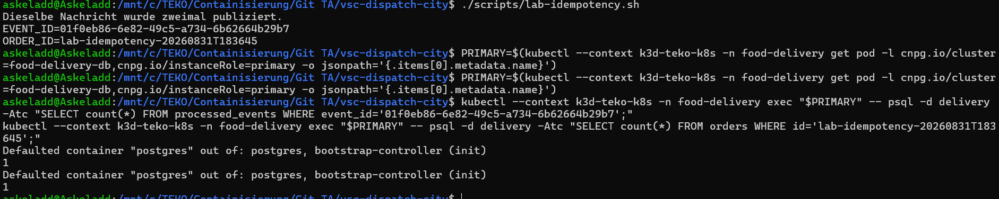 askeladd@Askeladd:/mnt/c/TEKO/Containisierung/Git TA/vsc-dispatch-city$ ./scripts/lab-idempotency.sh
Dieselbe Nachricht wurde zweimal publiziert.
EVENT_ID=01f0eb86-6e82-49c5-a734-6b62664b29b7
ORDER_ID=lab-idempotency-20260831T183645
askeladd@Askeladd:/mnt/c/TEKO/Containisierung/Git TA/vsc-dispatch-city$ PRIMARY=$(kubectl --context k3d-teko-k8s -n food-delivery get pod -l cnpg.io/cluster
=food-delivery-db,cnpg.io/instanceRole=primary -o jsonpath='{.items[0].metadata.name}')
askeladd@Askeladd:/mnt/c/TEKO/Containisierung/Git TA/vsc-dispatch-city$ PRIMARY=$(kubectl --context k3d-teko-k8s -n food-delivery get pod -l cnpg.io/cluster
=food-delivery-db,cnpg.io/instanceRole=primary -o jsonpath='{.items[0].metadata.name}')
askeladd@Askeladd:/mnt/c/TEKO/Containisierung/Git TA/vsc-dispatch-city$ kubectl --context k3d-teko-k8s -n food-delivery exec "$PRIMARY" -- psql -d delivery
-Atc "SELECT count(*) FROM processed_events WHERE event_id='01f0eb86-6e82-49c5-a734-6b62664b29b7';"
kubectl --context k3d-teko-k8s -n food-delivery exec "$PRIMARY" -- psql -d delivery -Atc "SELECT count(*) FROM orders WHERE id='lab-idempotency-20260831T183
645';"
Defaulted container "postgres" out of: postgres, bootstrap-controller (init)
1
Defaulted container "postgres" out of: postgres, bootstrap-controller (init)
1
askeladd@Askeladd:/mnt/c/TEKO/Containisierung/Git TA/vsc-dispatch-city$